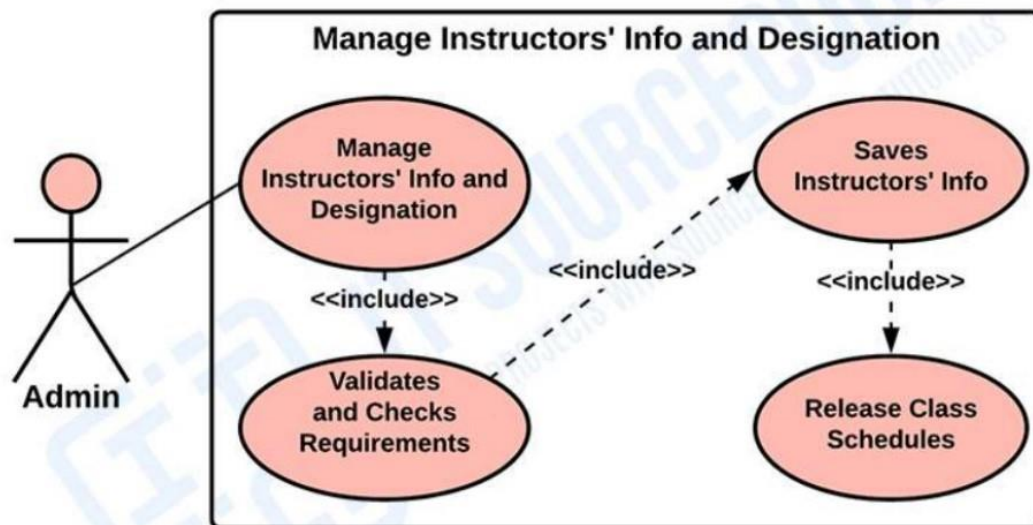 Manage Instructors' Info and Designation
Manage
Instructors' Info and
Designation
Saves
Instructors' Info
<<include>>
<<include>>
<<include>>
Validates
and Checks
Requirements
Release Class
Schedules
Admin